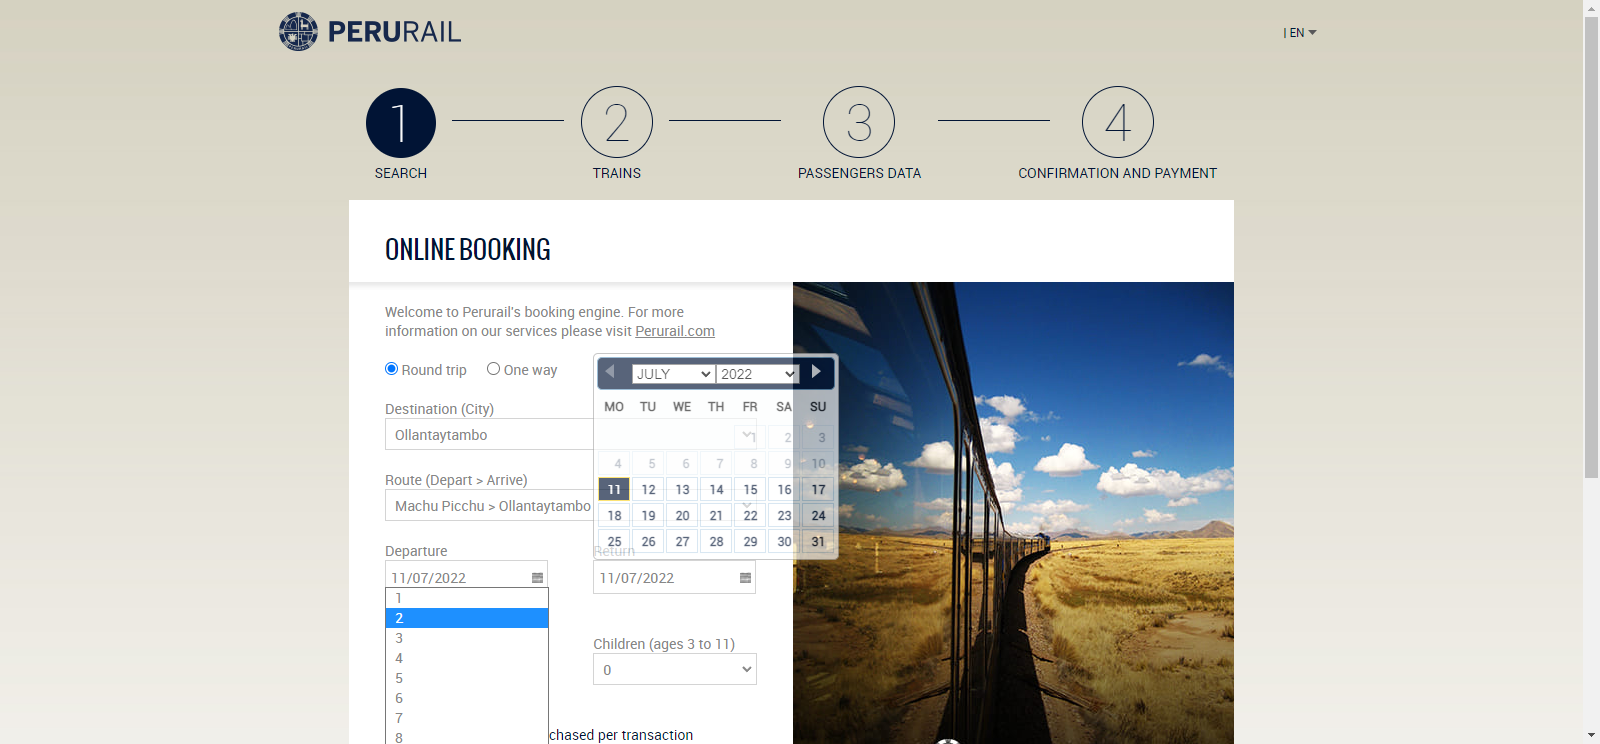 PERURAIL
| EN
1
2
3
4
SEARCH
TRAINS
PASSENGERS DATA
CONFIRMATION AND PAYMENT
ONLINE BOOKING
Welcome to Perurail's booking engine. For more
information on our services please visit Perurail.com
Round trip
One way
Destination (City)
Ollantaytambo
Route (Depart > Arrive)
Machu Picchu > Ollantaytambo
JULY 2022
MO TU WE TH FR SA SU
1 2 3
4 5 6 7 8 9 10
11 12 13 14 15 16 17
18 19 20 21 22 23 24
25 26 27 28 29 30 31
Departure
Return
11/07/2022
11/07/2022
1
2
3
4
5
6
7
8
Children (ages 3 to 11)
0
chased per transaction